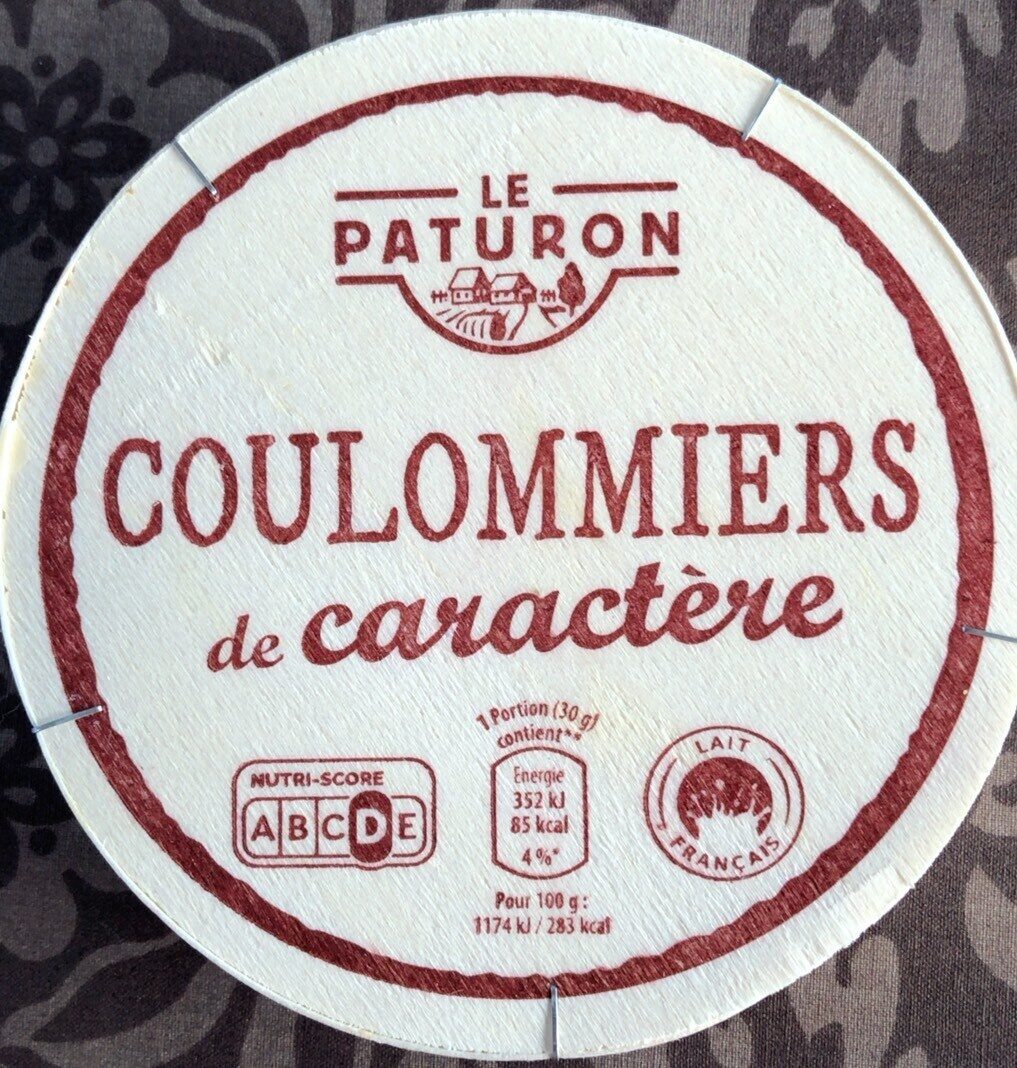 LE
PATURON
COULOMMIERS
de caractère
1 Portion (30 g)
contient**
NUTRI-SCORE
A B C D E
Energie
352 kJ
85 kcal
4 %*
LAIT
FRANÇAIS
Pour 100 g :
1174 kJ / 283 kcal